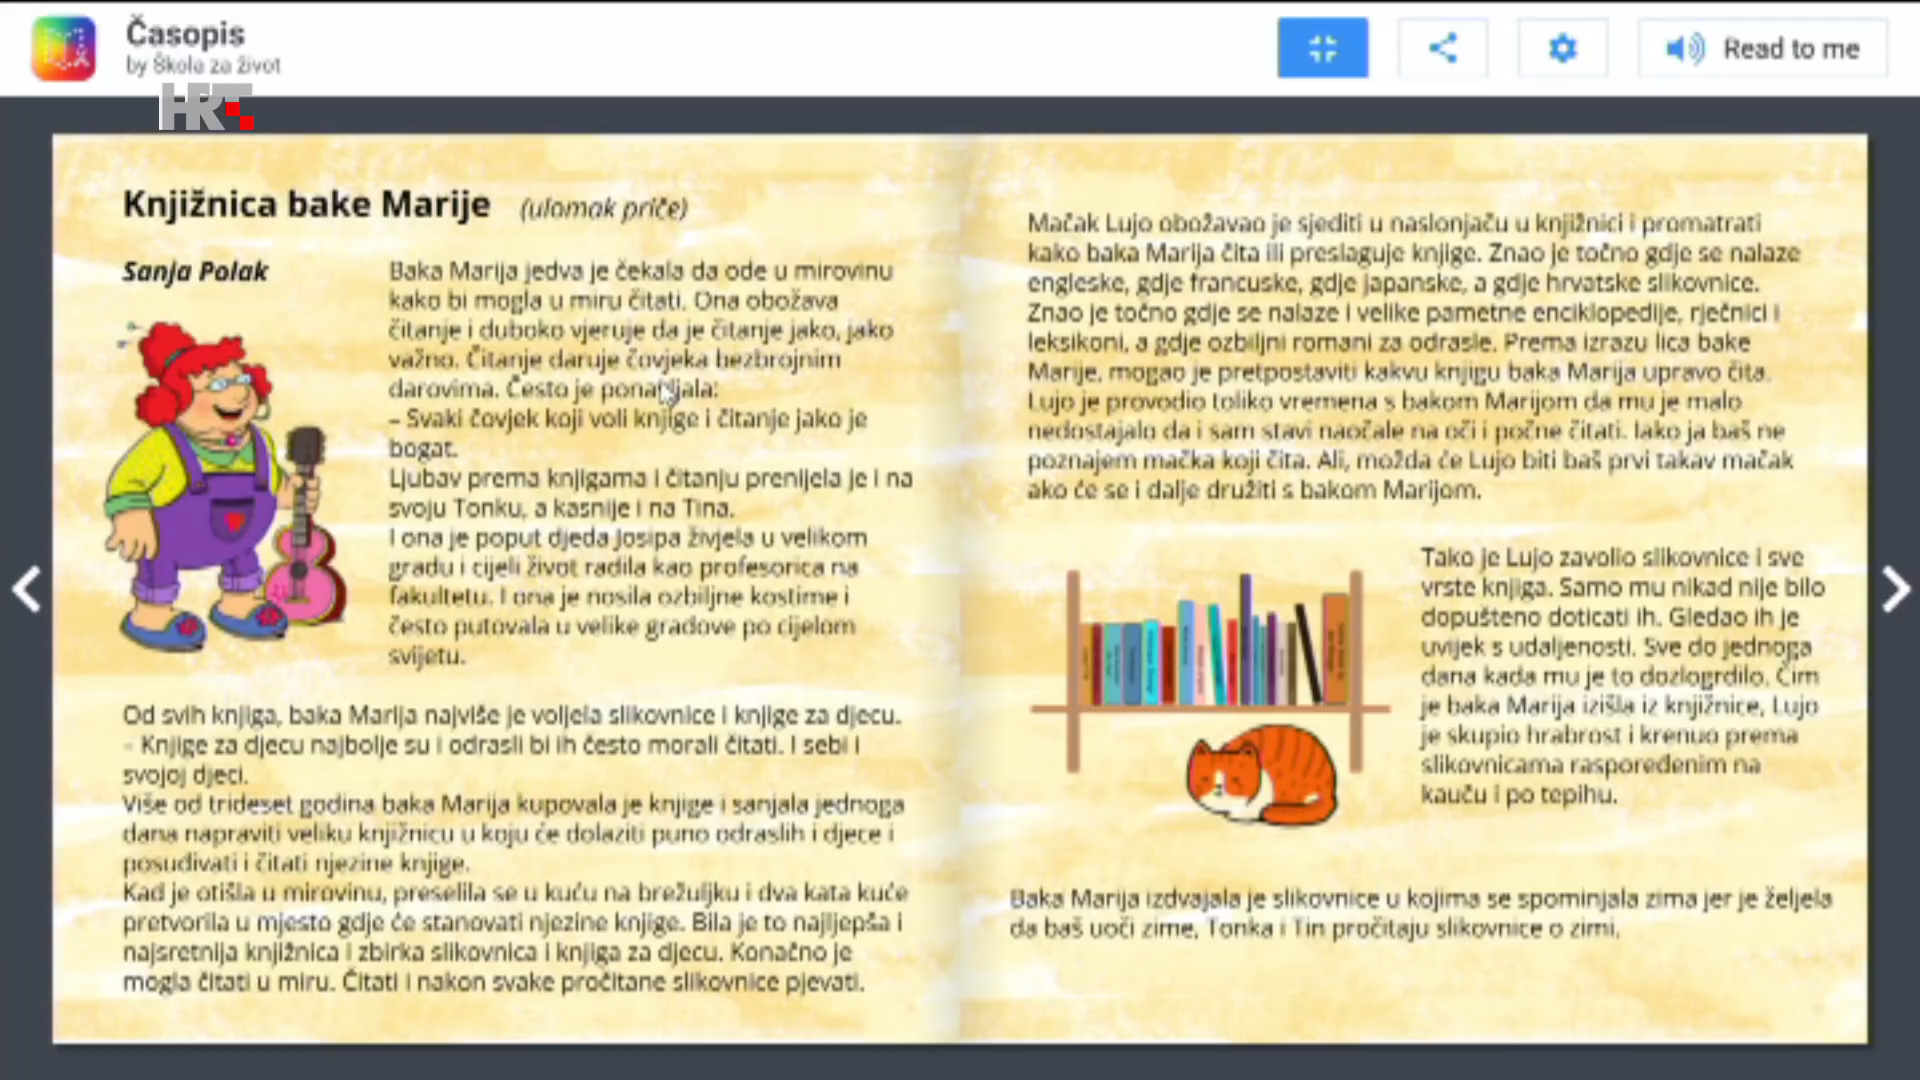 Časopis
by Škola za život
Read to me
HRT
Knjižnica bake Marije (ulomak priče)
Sanja Polak
Baka Marija jedva je čekala da ode u mirovinu
kako bi mogla u miru čitati. Ona obožava
čitanje i duboko vjeruje da je čitanje jako, jako
važno. Čitanje daruje čovjeka bezbrojnim
darovima. Često je ponavljala:
– Svaki čovjek koji voli knjige i čitanje jako je
bogat.
Ljubav prema knjigama i čitanju prenijela je i na
svoju Tonku, a kasnije i na Tina.
I ona je poput djeda Josipa živjela u velikom
gradu i cijeli život radila kao profesorica na
fakultetu. I ona je nosila ozbiljne kostime i
često putovala u velike gradove po cijelom
svijetu.
Od svih knjiga, baka Marija najviše je voljela slikovnice i knjige za djecu.
– Knjige za djecu najbolje su i odrasli bi ih često morali čitati. I sebi i
svojoj djeci.
Više od trideset godina baka Marija kupovala je knjige i sanjala jednoga
dana napraviti veliku knjižnicu u koju će dolaziti puno odraslih i djece i
posuđivati i čitati njezine knjige.
Kad je otišla u mirovinu, preselila se u kuću na brežuljku i dva kata kuće
pretvorila u mjesto gdje će stanovati njezine knjige. Bila je to najljepša i
najsretnija knjižnica i zbirka slikovnica i knjiga za djecu. Konačno je
mogla čitati u miru. Čitati i nakon svake pročitane slikovnice pjevati.
Mačak Lujo obožavao je sjediti u naslonjaču u knjižnici i promatrati
kako baka Marija čita ili preslaguje knjige. Znao je točno gdje se nalaze
engleske, gdje francuske, gdje japanske, a gdje hrvatske slikovnice.
Znao je točno gdje se nalaze i velike pametne enciklopedije, rječnici i
leksikoni, a gdje ozbiljni romani za odrasle. Prema izrazu lica bake
Marije, mogao je pretpostaviti kakvu knjigu baka Marija upravo čita.
Lujo je provodio toliko vremena s bakom Marijom da mu je malo
nedostajalo da i sam stavi naočale na oči i počne čitati. Iako ja baš ne
poznajem mačka koji čita. Ali, možda će Lujo biti baš prvi takav mačak
ako će se i dalje družiti s bakom Marijom.
Tako je Lujo zavolio slikovnice i sve
vrste knjiga. Samo mu nikad nije bilo
dopušteno doticati ih. Gledao ih je
uvijek s udaljenosti. Sve do jednoga
dana kada mu je to dozlogrdilo. Čim
je baka Marija izišla iz knjižnice, Lujo
je skupio hrabrost i krenuo prema
slikovnicama raspoređenim na
kauču i po tepihu.
Baka Marija izdvajala je slikovnice u kojima se spominjala zima jer je željela
da baš uoči zime, Tonka i Tin pročitaju slikovnice o zimi.